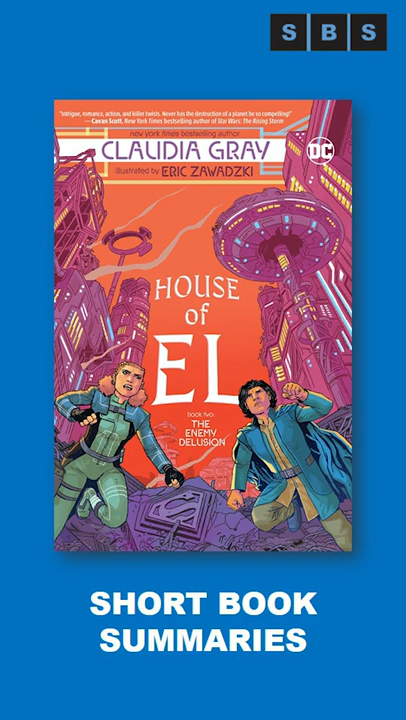 S B S
"Intrigue, romance, action, and killer twists. Never has the destruction of a planet been so compelling!"
—Cavan Scott, New York Times bestselling author of Star Wars: The Rising Storm
new york times bestselling author
CLAUDIA GRAY
DC
illustrated by ERIC ZAWADZKI
HOUSE
of
EL
book two:
THE
ENEMY
DELUSION
SHORT BOOK
SUMMARIES